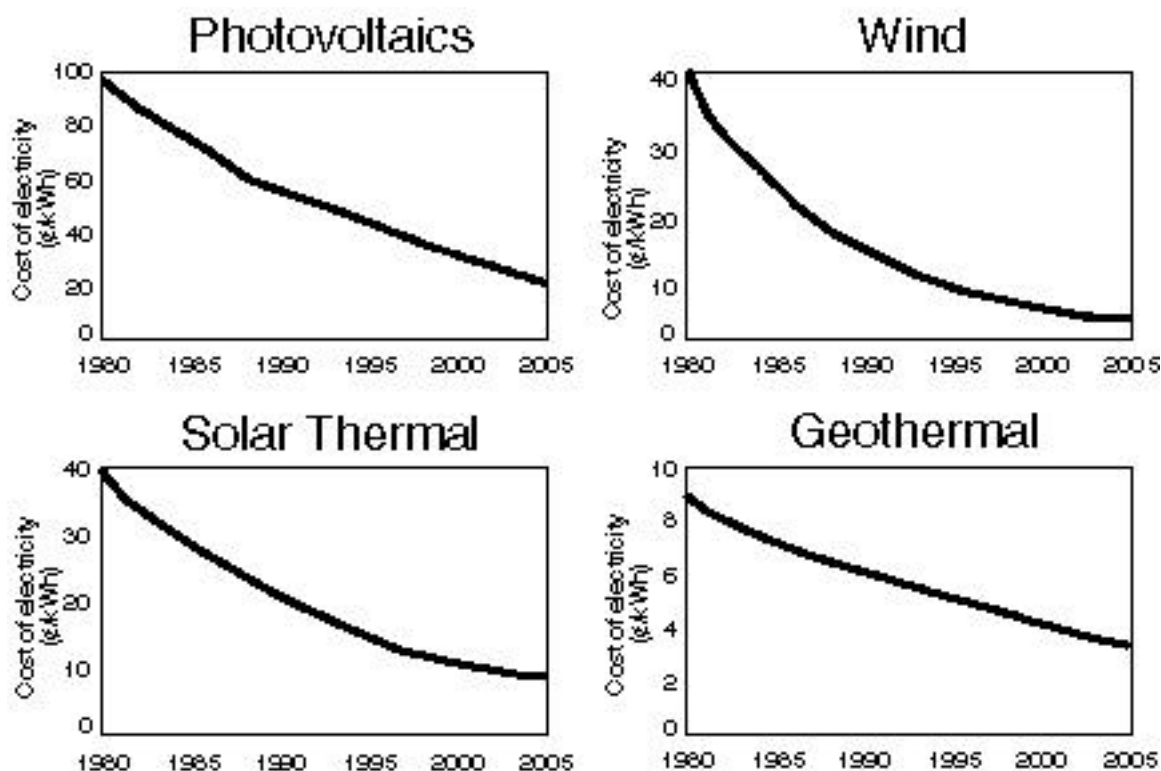 Photovoltaics
Cost of electricity
(¢/kWh)
100
80
60
40
20
0
1980 1985 1990 1995 2000 2005
Wind
Cost of electricity
(¢/kWh)
40
30
20
10
0
1980 1985 1990 1995 2000 2005
Solar Thermal
Cost of electricity
(¢/kWh)
40
30
20
10
0
1980 1985 1990 1995 2000 2005
Geothermal
Cost of electricity
(¢/kWh)
10
8
6
4
2
0
1980 1985 1990 1995 2000 2005